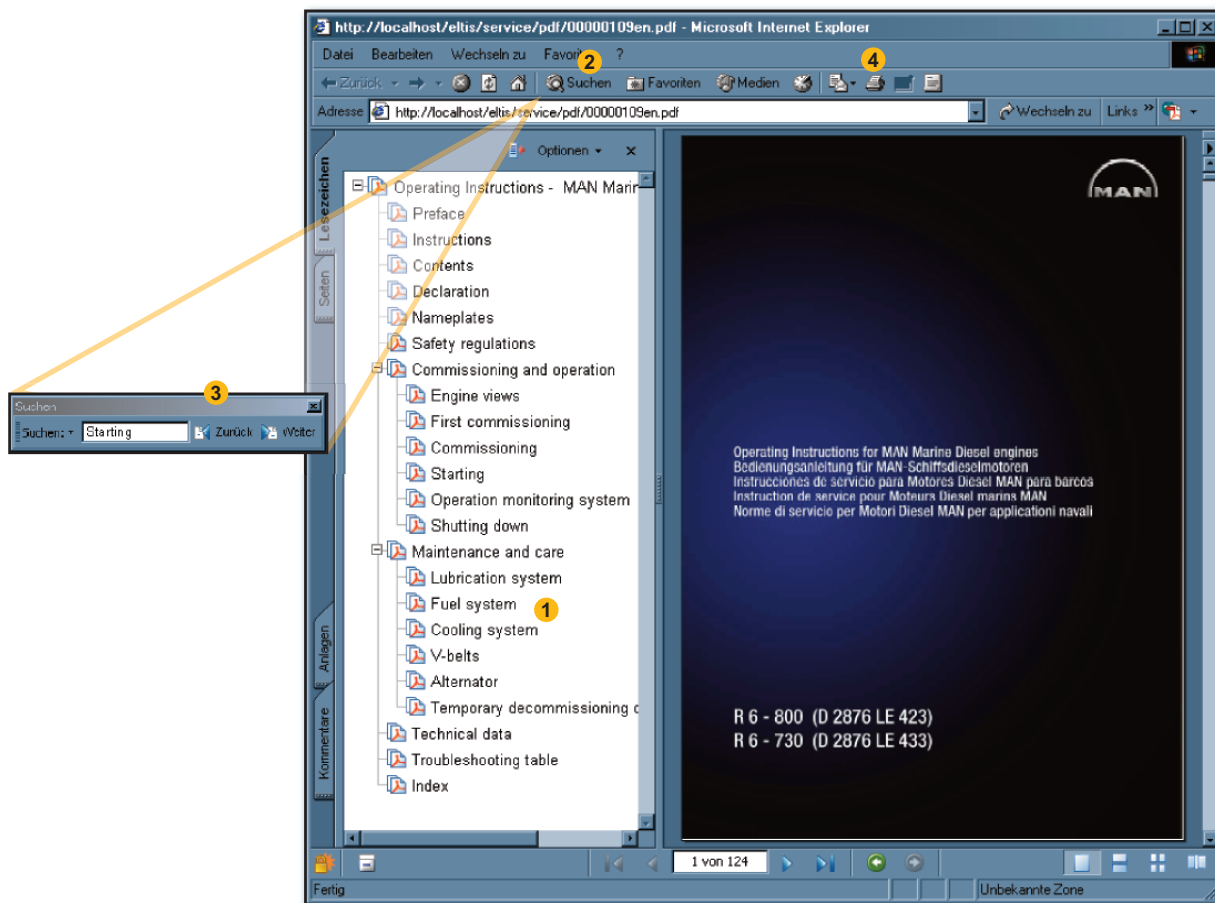 http://localhost/eltis/service/pdf/00000109en.pdf - Microsoft Internet Explorer
Datei Bearbeiten Wechseln zu Favoriten ?
2
4
Zurück Suchen Favoriten Medien
Adresse http://localhost/eltis/service/pdf/00000109en.pdf Wechseln zu Links »
Optionen
Lesezeichen
Seiten
Anlagen
Kommentare
Operating Instructions - MAN Marin
Preface
Instructions
Contents
Declaration
Nameplates
Safety regulations
Commissioning and operation
Engine views
First commissioning
Commissioning
Starting
Operation monitoring system
Shutting down
Maintenance and care
Lubrication system
Fuel system
1
Cooling system
V-belts
Alternator
Temporary decommissioning
Technical data
Troubleshooting table
Index
3
Suchen
Suchen: Starting Zurück Weiter
MAN
Operating Instructions for MAN Marine Diesel engines
Bedienungsanleitung für MAN-Schiffsdieselmotoren
Instrucciones de servicio para Motores Diesel MAN para barcos
Instruction de service pour Moteurs Diesel marins MAN
Norme di servicio per Motori Diesel MAN per applicationi navali
R 6 - 800 (D 2876 LE 423)
R 6 - 730 (D 2876 LE 433)
1 von 124
Fertig
Unbekannte Zone